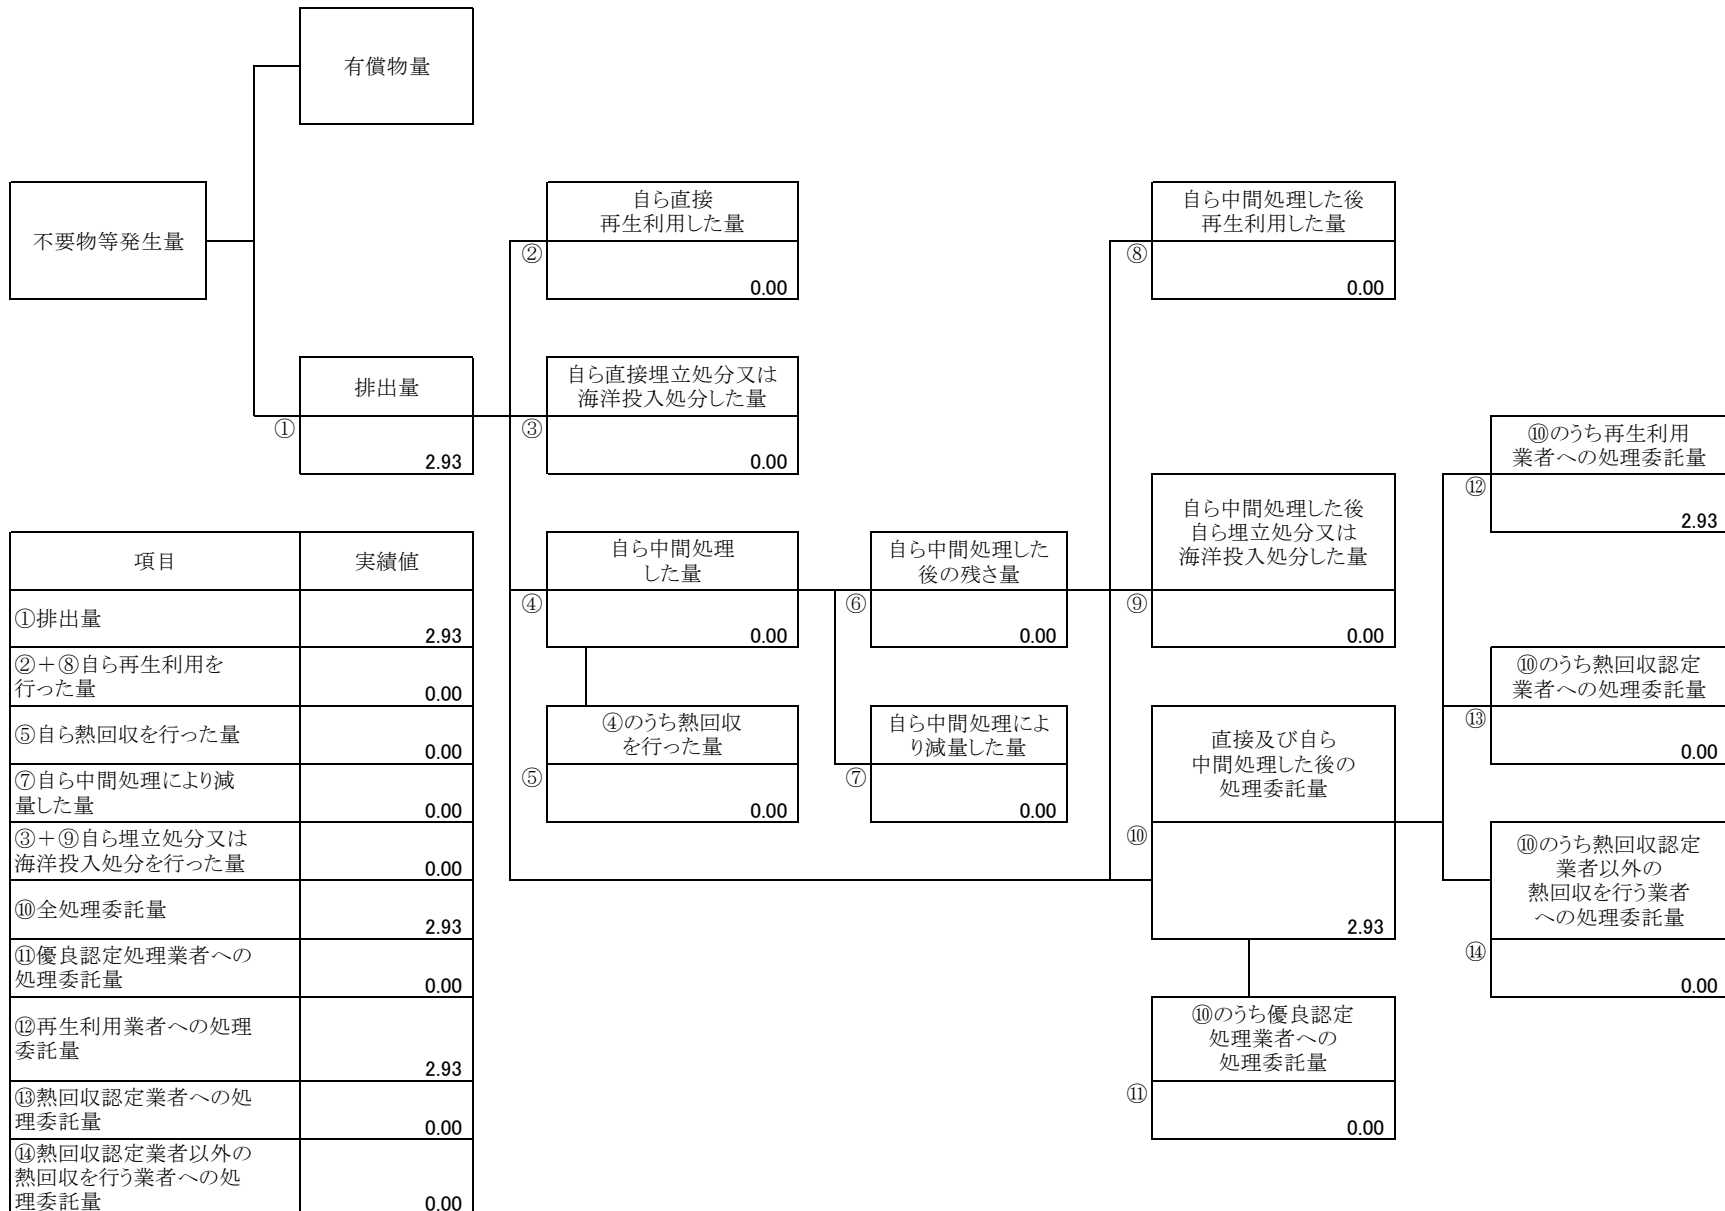 有償物量
不要物等発生量
自ら直接
再生利用した量
②
0.00
自ら中間処理した後
再生利用した量
⑧
0.00
排出量
①
2.93
自ら直接埋立処分又は
海洋投入処分した量
③
0.00
⑩のうち再生利用
業者への処理委託量
⑫
2.93
自ら中間処理した後
自ら埋立処分又は
海洋投入処分した量
⑨
0.00
自ら中間処理
した量
④
0.00
自ら中間処理した
後の残さ量
⑥
0.00
⑩のうち熱回収認定
業者への処理委託量
⑬
0.00
④のうち熱回収
を行った量
⑤
0.00
自ら中間処理によ
り減量した量
⑦
0.00
直接及び自ら
中間処理した後の
処理委託量
⑩
2.93
⑩のうち熱回収認定
業者以外の
熱回収を行う業者
への処理委託量
⑭
0.00
⑩のうち優良認定
処理業者への
処理委託量
⑪
0.00
項目 実績値
①排出量
2.93
②+⑧自ら再生利用を
行った量
0.00
⑤自ら熱回収を行った量
0.00
⑦自ら中間処理により減
量した量
0.00
③+⑨自ら埋立処分又は
海洋投入処分を行った量
0.00
⑩全処理委託量
2.93
⑪優良認定処理業者への
処理委託量
0.00
⑫再生利用業者への処理
委託量
2.93
⑬熱回収認定業者への処
理委託量
0.00
⑭熱回収認定業者以外の
熱回収を行う業者への処
理委託量
0.00